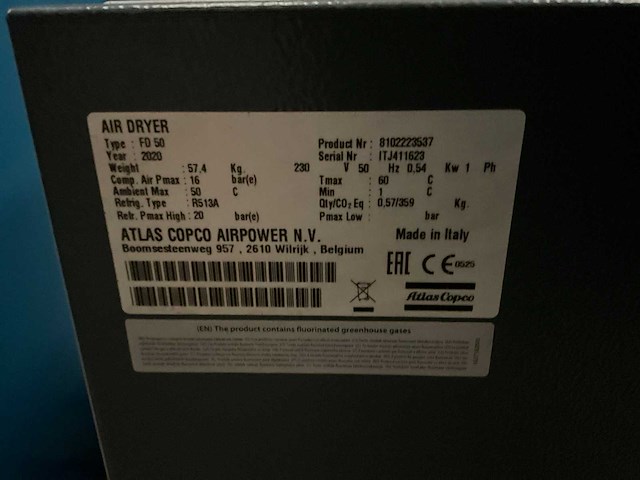 AIR DRYER
Type : FD 50 Product Nr : 8102223537
Year : 2020 Serial Nr : ITJ411623
Weight : 57,4 Kg. 230 V 50 Hz 0,54 Kw 1 Ph
Comp. Air Pmax : 16 bar(e) Tmax : 60 C
Ambient Max : 50 C Min : 1 C
Refrig. Type : R513A Qty/CO2 Eq : 0,57/359 Kg.
Refr. Pmax High : 20 bar(e) Pmax Low : bar
ATLAS COPCO AIRPOWER N.V. Made in Italy
Boomsesteenweg 957 , 2610 Wilrijk , Belgium
EAC CE 0525
Atlas Copco
(EN) The product contains fluorinated greenhouse gases